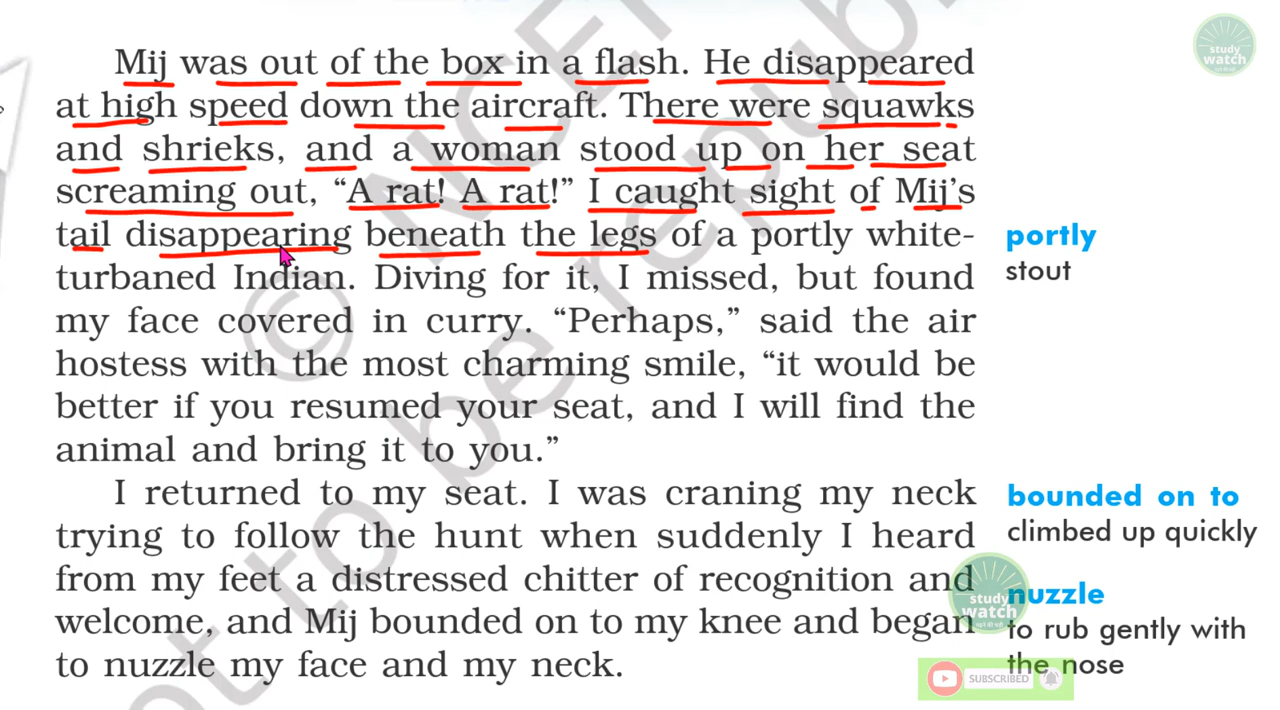 Mij was out of the box in a flash. He disappeared
at high speed down the aircraft. There were squawks
and shrieks, and a woman stood up on her seat
screaming out, “A rat! A rat!” I caught sight of Mij’s
tail disappearing beneath the legs of a portly white-
turbaned Indian. Diving for it, I missed, but found
my face covered in curry. “Perhaps,” said the air
hostess with the most charming smile, “it would be
better if you resumed your seat, and I will find the
animal and bring it to you.”
I returned to my seat. I was craning my neck
trying to follow the hunt when suddenly I heard
from my feet a distressed chitter of recognition and
welcome, and Mij bounded on to my knee and began
to nuzzle my face and my neck.
portly
stout
bounded on to
climbed up quickly
nuzzle
to rub gently with
the nose
study
watch
study
watch
SUBSCRIBED
© NCERT
not to be republ